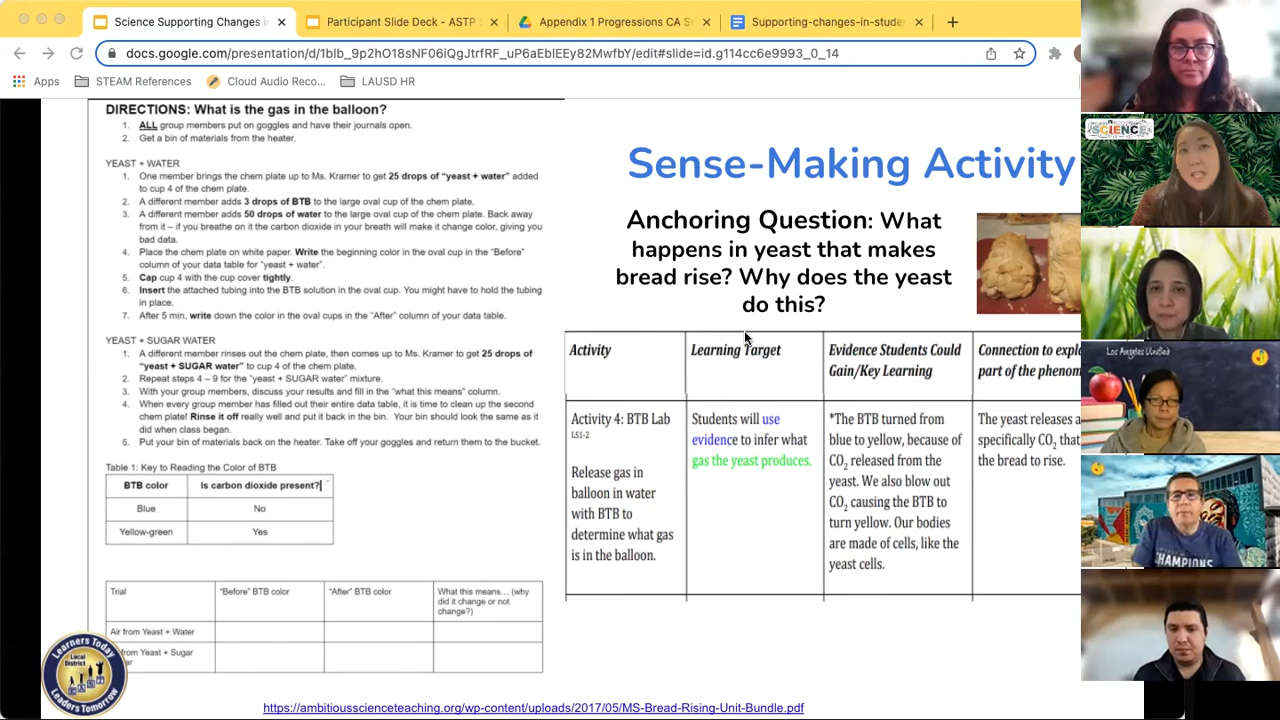 Science Supporting Changes i
Participant Slide Deck - ASTP S
Appendix 1 Progressions CA S
Supporting-changes-in-stude
docs.google.com/presentation/d/1blb_9p2hO18sNF06iQgJtrfRF_uP6aEbIEEy82MwfbY/edit#slide=id.g114cc6e9993_0_14
Apps
STEAM References
Cloud Audio Reco...
LAUSD HR
DIRECTIONS: What is the gas in the balloon?
1. ALL group members put on goggles and have their journals open.
2. Get a bin of materials from the heater.
YEAST + WATER
1. One member brings the chem plate up to Ms. Kramer to get 25 drops of "yeast + water" added
to cup 4 of the chem plate.
2. A different member adds 3 drops of BTB to the large oval cup of the chem plate.
3. A different member adds 50 drops of water to the large oval cup of the chem plate. Back away
from it – if you breathe on it the carbon dioxide in your breath will make it change color, giving you
bad data.
4. Place the chem plate on white paper. Write the beginning color in the oval cup in the "Before"
column of your data table for "yeast + water".
5. Cap cup 4 with the cup cover tightly.
6. Insert the attached tubing into the BTB solution in the oval cup. You might have to hold the tubing
in place.
7. After 5 min, write down the color in the oval cups in the "After" column of your data table.
YEAST + SUGAR WATER
1. A different member rinses out the chem plate, then comes up to Ms. Kramer to get 25 drops of
"yeast + SUGAR water" to cup 4 of the chem plate.
2. Repeat steps 4 – 9 for the "yeast + SUGAR water" mixture.
3. With your group members, discuss your results and fill in the "what this means" column.
4. When every group member has filled out their entire data table, it is time to clean up the second
chem plate! Rinse it off really well and put it back in the bin. Your bin should look the same as it
did when class began.
5. Put your bin of materials back on the heater. Take off your goggles and return them to the bucket.
Table 1: Key to Reading the Color of BTB
BTB color
Is carbon dioxide present?
Blue
No
Yellow-green
Yes
Trial
"Before" BTB color
"After" BTB color
What this means... (why
did it change or not
change?)
Air from Yeast + Water
from Yeast + Sugar
Sense-Making Activity
Anchoring Question: What
happens in yeast that makes
bread rise? Why does the yeast
do this?
Activity
Learning Target
Evidence Students Could
Gain/Key Learning
Connection to expl
part of the phenom
Activity 4: BTB Lab
LS1-2
Release gas in
balloon in water
with BTB to
determine what gas
is in the balloon.
Students will use
evidence to infer what
gas the yeast produces.
*The BTB turned from
blue to yellow, because of
CO2 released from the
yeast. We also blow out
CO2 causing the BTB to
turn yellow. Our bodies
are made of cells, like the
yeast cells.
The yeast releases a
specifically CO2 tha
the bread to rise.
https://ambitiousscienceteaching.org/wp-content/uploads/2017/05/MS-Bread-Rising-Unit-Bundle.pdf
Learners Today
Local
District
Leaders Tomorrow
SCIENCE
Los Angeles Unified
CHAMPIONS